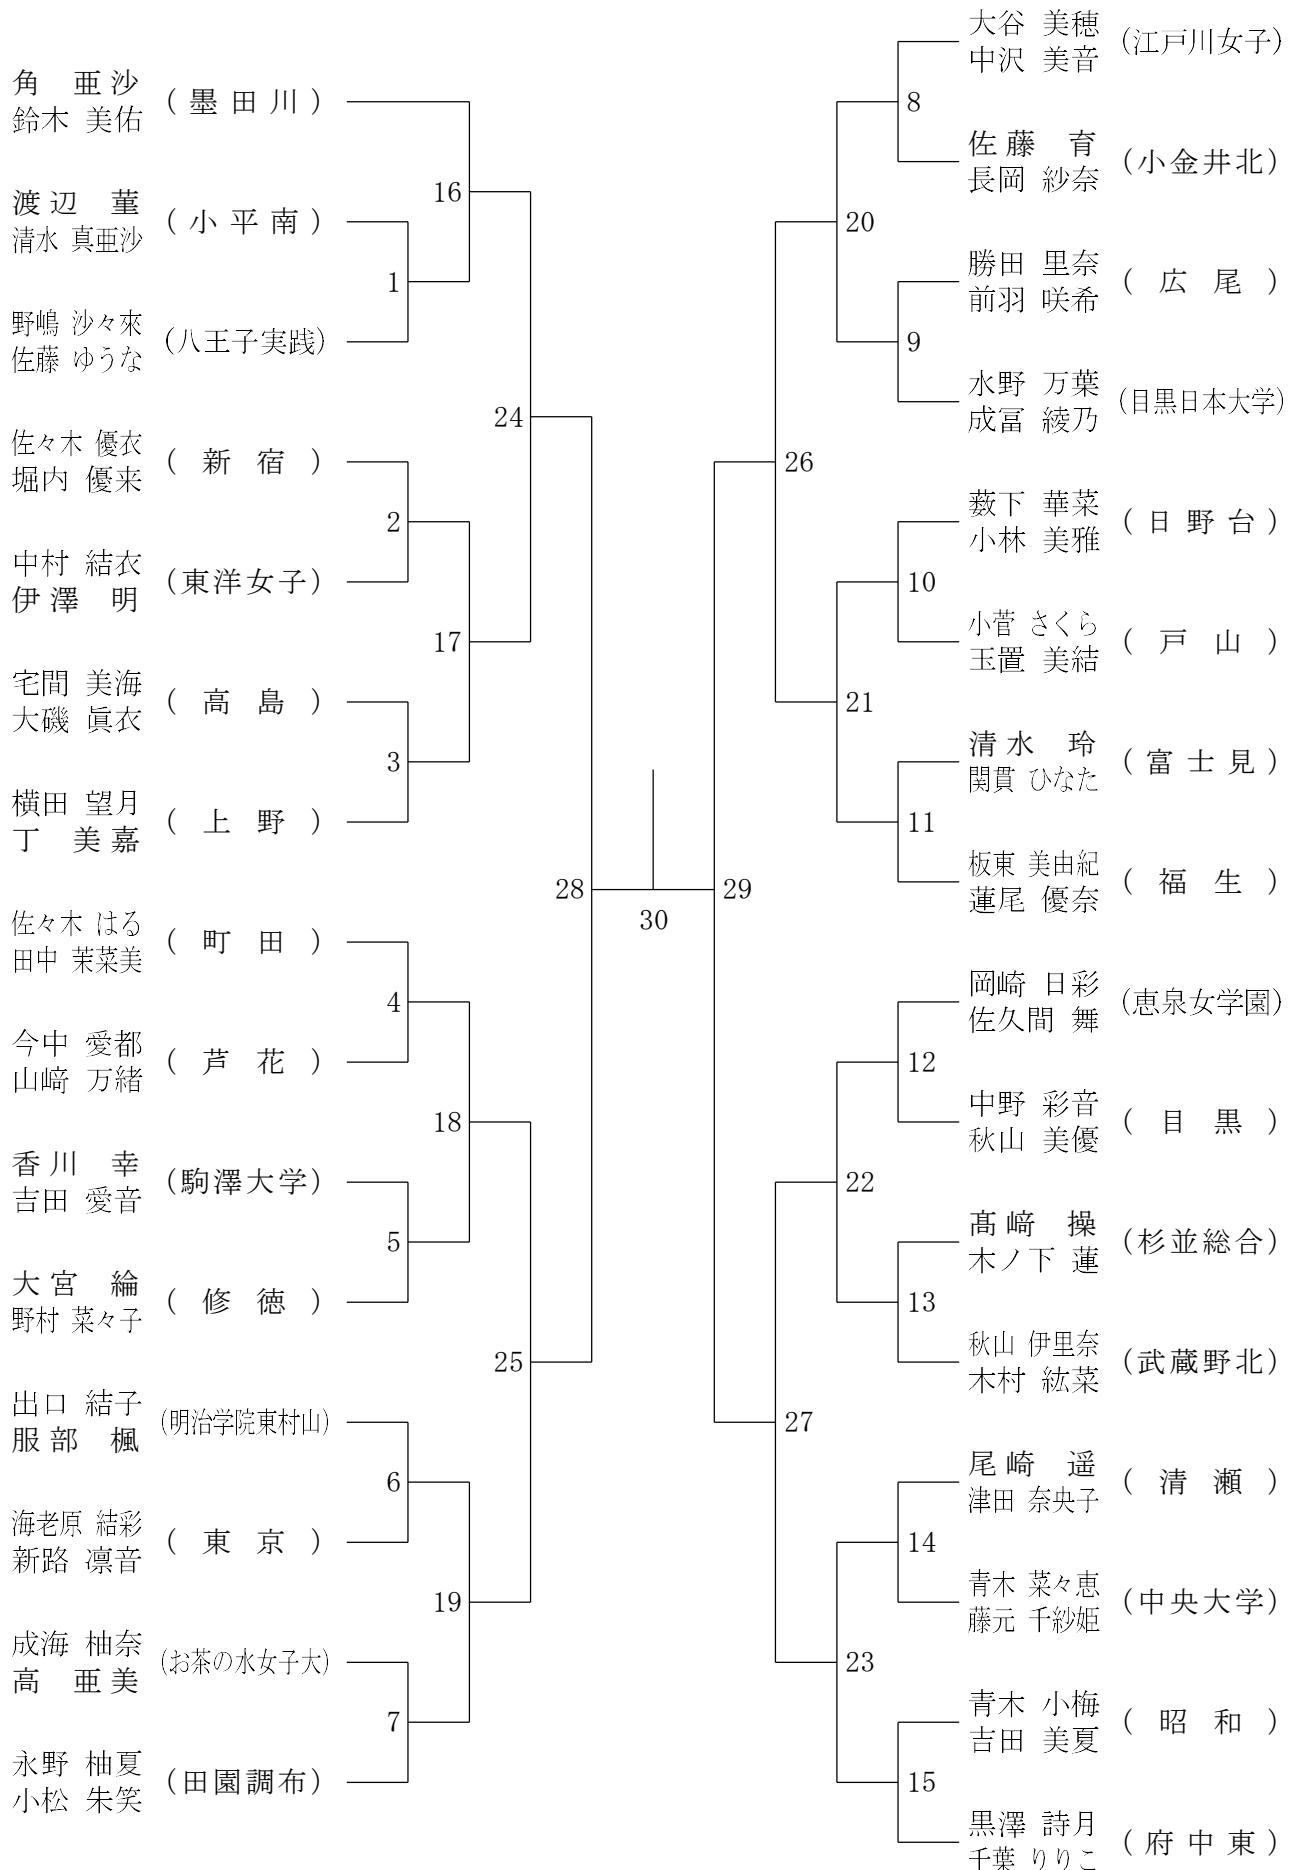 角 亜沙
鈴木 美佑
(墨田川)
渡辺 菫
清水 真亜沙
(小平南)
野嶋 沙々來
佐藤 ゆうな
(八王子実践)
佐々木 優衣
堀内 優来
(新宿)
中村 結衣
伊澤 明
(東洋女子)
宅間 美海
大磯 眞衣
(高島)
横田 望月
丁 美嘉
(上野)
佐々木 はる
田中 茉菜美
(町田)
今中 愛都
山﨑 万緒
(芦花)
香川 幸
吉田 愛音
(駒澤大学)
大宮 綸
野村 菜々子
(修徳)
出口 結子
服部 楓
(明治学院東村山)
海老原 結彩
新路 凛音
(東京)
成海 柚奈
高 亜美
(お茶の水女子大)
永野 柚夏
小松 朱笑
(田園調布)
1
2
3
4
5
6
7
16
17
18
19
24
25
28
30
29
26
27
20
21
22
23
8
9
10
11
12
13
14
15
大谷 美穂
中沢 美音
(江戸川女子)
佐藤 育
長岡 紗奈
(小金井北)
勝田 里奈
前羽 咲希
(広尾)
水野 万葉
成冨 綾乃
(目黒日本大学)
薮下 華菜
小林 美雅
(日野台)
小菅 さくら
玉置 美結
(戸山)
清水 玲
関貫 ひなた
(富士見)
板東 美由紀
蓮尾 優奈
(福生)
岡崎 日彩
佐久間 舞
(恵泉女学園)
中野 彩音
秋山 美優
(目黒)
髙﨑 操
木ノ下 蓮
(杉並総合)
秋山 伊里奈
木村 紘菜
(武蔵野北)
尾崎 遥
津田 奈央子
(清瀬)
青木 菜々恵
藤元 千紗姫
(中央大学)
青木 小梅
吉田 美夏
(昭和)
黒澤 詩月
千葉 りりこ
(府中東)